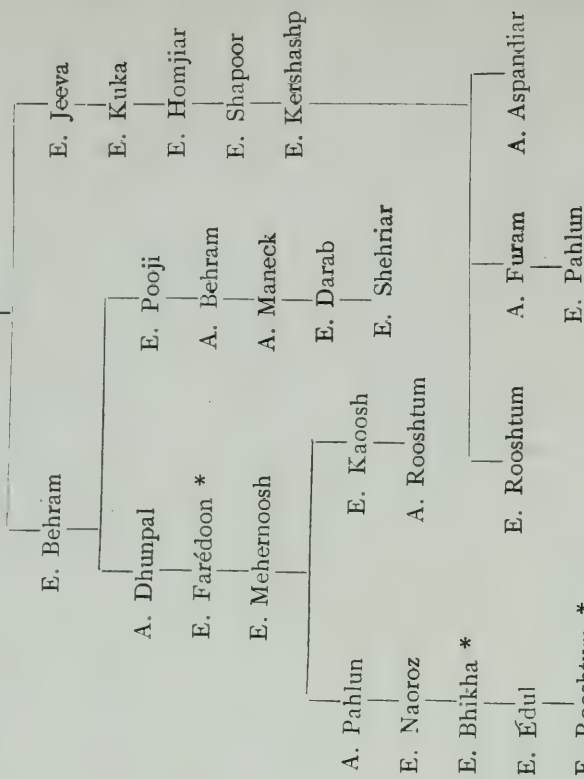 E. Behram
E. Jeeva
E. Kuka
E. Homjiar
E. Shapoor
E. Kershashp
A. Dhunpal
E. Farédoon *
E. Mehernoosh
E. Pooji
A. Behram
A. Maneck
E. Darab
E. Shehriar
A. Pahlun
E. Naoroz
E. Bhikha *
E. Édul
E. Rooshtum *
E. Kaoosh
A. Rooshtum
E. Rooshtum
A. Furam
E. Pahlun
A. Aspandiar